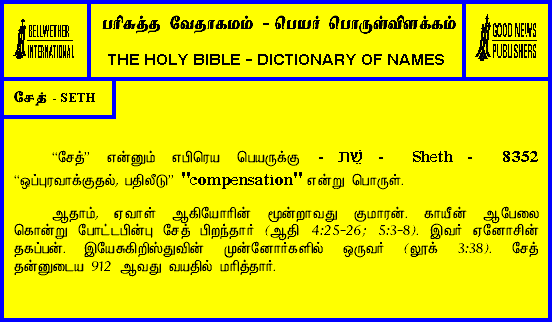 BELLWETHER
INTERNATIONAL
பரிசுத்த வேதாகமம் - பெயர் பொருள்விளக்கம்
THE HOLY BIBLE - DICTIONARY OF NAMES
GOOD NEWS
PUBLISHERS
சேத் - SETH
“சேத்” என்னும் எபிரெய பெயருக்கு - שֵׁת - Sheth - 8352
“ஒப்புரவாக்குதல், பதிலீடு” "compensation" என்று பொருள்.
ஆதாம், ஏவாள் ஆகியோரின் மூன்றாவது குமாரன். காயீன் ஆபேலை
கொன்று போட்டபின்பு சேத் பிறந்தார் (ஆதி 4:25-26; 5:3-8). இவர் ஏனோசின்
தகப்பன். இயேசுகிறிஸ்துவின் முன்னோர்களில் ஒருவர் (லூக் 3:38). சேத்
தன்னுடைய 912 ஆவது வயதில் மரித்தார்.